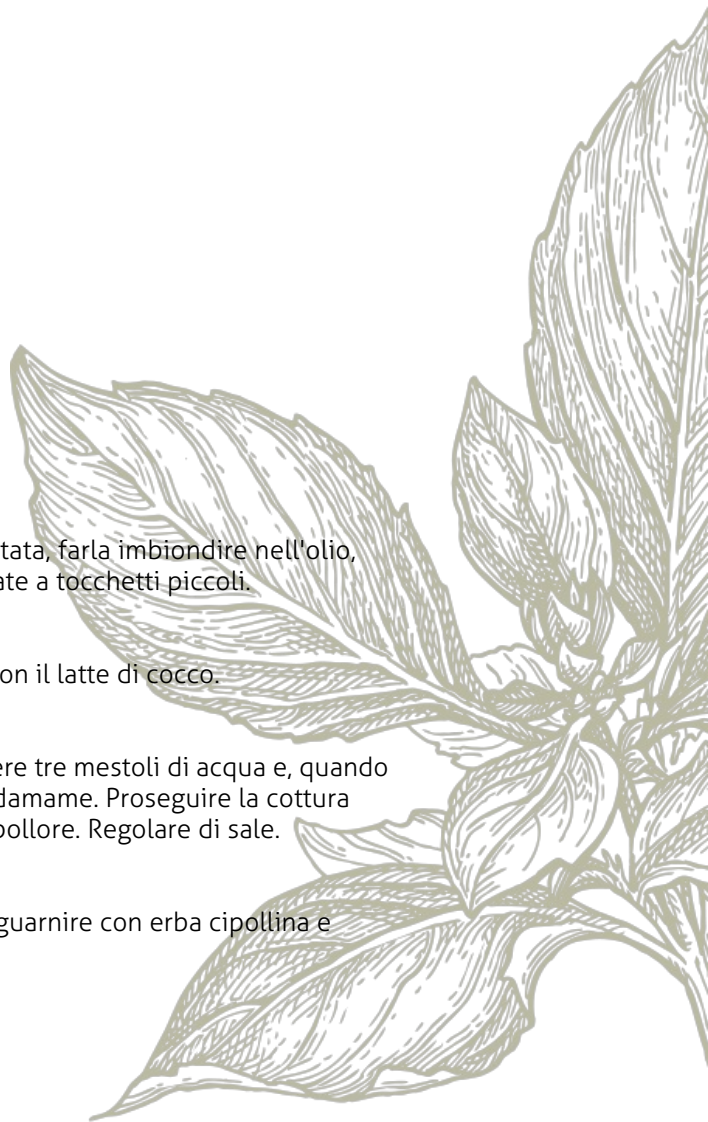 tata, farla imbiondire nell'olio,
ate a tocchetti piccoli.
on il latte di cocco.
ere tre mestoli di acqua e, quando
damame. Proseguire la cottura
pollore. Regolare di sale.
guarnire con erba cipollina e